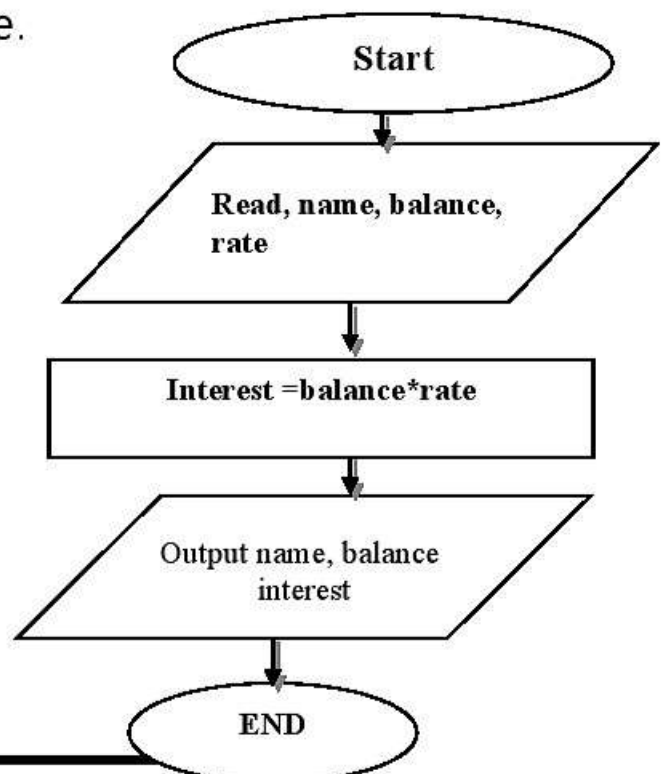 e.
Start
Read, name, balance,
rate
Interest =balance*rate
Output name, balance
interest
END